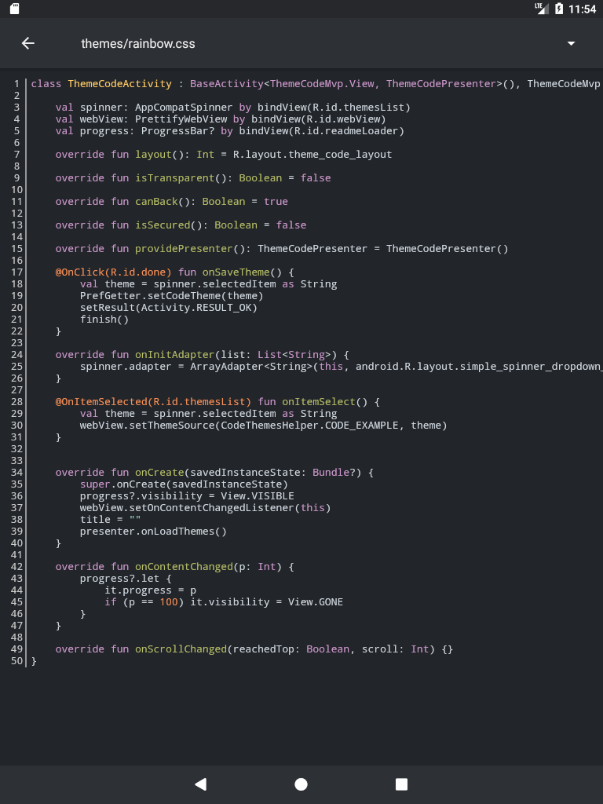 LTE 11:54
themes/rainbow.css
1 class ThemeCodeActivity : BaseActivity<ThemeCodeMvp.View, ThemeCodePresenter>(), ThemeCodeMvp
2
3     val spinner: AppCompatSpinner by bindView(R.id.themesList)
4     val webView: PrettifyWebView by bindView(R.id.webView)
5     val progress: ProgressBar? by bindView(R.id.readmeLoader)
6
7     override fun layout(): Int = R.layout.theme_code_layout
8
9     override fun isTransparent(): Boolean = false
10
11     override fun canBack(): Boolean = true
12
13     override fun isSecured(): Boolean = false
14
15     override fun providePresenter(): ThemeCodePresenter = ThemeCodePresenter()
16
17     @OnClick(R.id.done) fun onSaveTheme() {
18         val theme = spinner.selectedItem as String
19         PrefGetter.setCodeTheme(theme)
20         setResult(Activity.RESULT_OK)
21         finish()
22     }
23
24     override fun onInitAdapter(list: List<String>) {
25         spinner.adapter = ArrayAdapter<String>(this, android.R.layout.simple_spinner_dropdown_
26     }
27
28     @OnItemSelected(R.id.themesList) fun onItemSelect() {
29         val theme = spinner.selectedItem as String
30         webView.setThemeSource(CodeThemesHelper.CODE_EXAMPLE, theme)
31     }
32
33
34     override fun onCreate(savedInstanceState: Bundle?) {
35         super.onCreate(savedInstanceState)
36         progress?.visibility = View.VISIBLE
37         webView.setOnContentChangedListener(this)
38         title = ""
39         presenter.onLoadThemes()
40     }
41
42     override fun onContentChanged(p: Int) {
43         progress?.let {
44             it.progress = p
45             if (p == 100) it.visibility = View.GONE
46         }
47     }
48
49     override fun onScrollChanged(reachedTop: Boolean, scroll: Int) {}
50 }